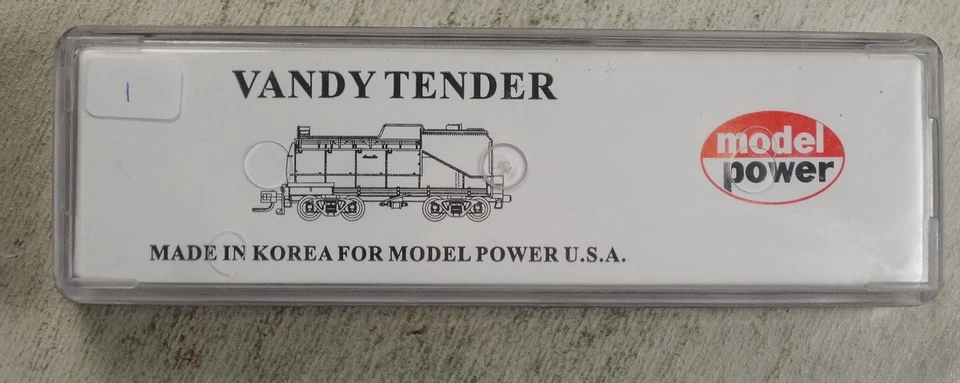 1
VANDY TENDER
model
power
MADE IN KOREA FOR MODEL POWER U.S.A.